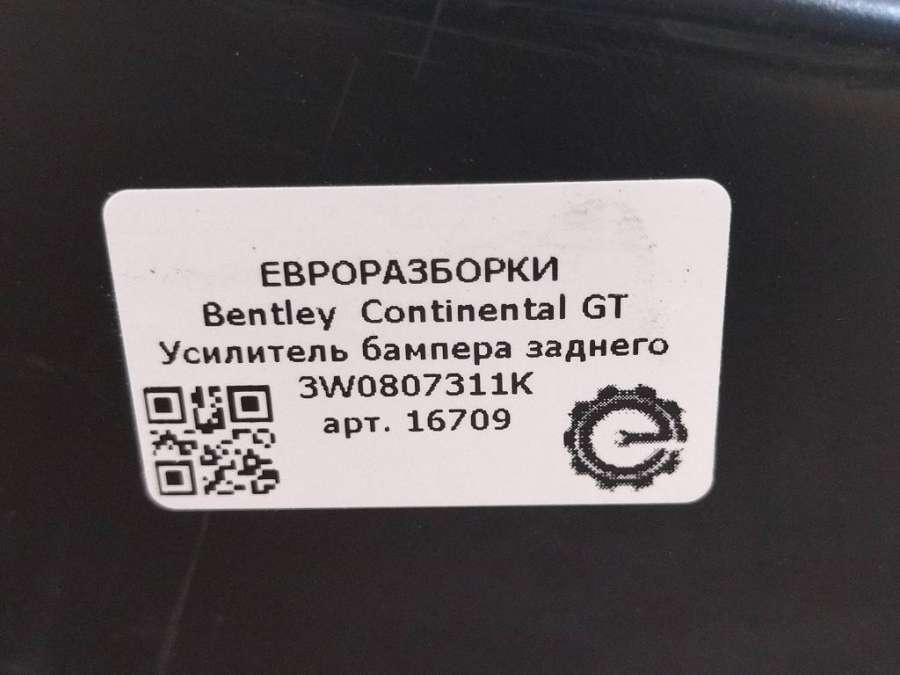 ЕВРОРАЗБОРКИ
Bentley Continental GT
Усилитель бампера заднего
3W0807311K
арт. 16709